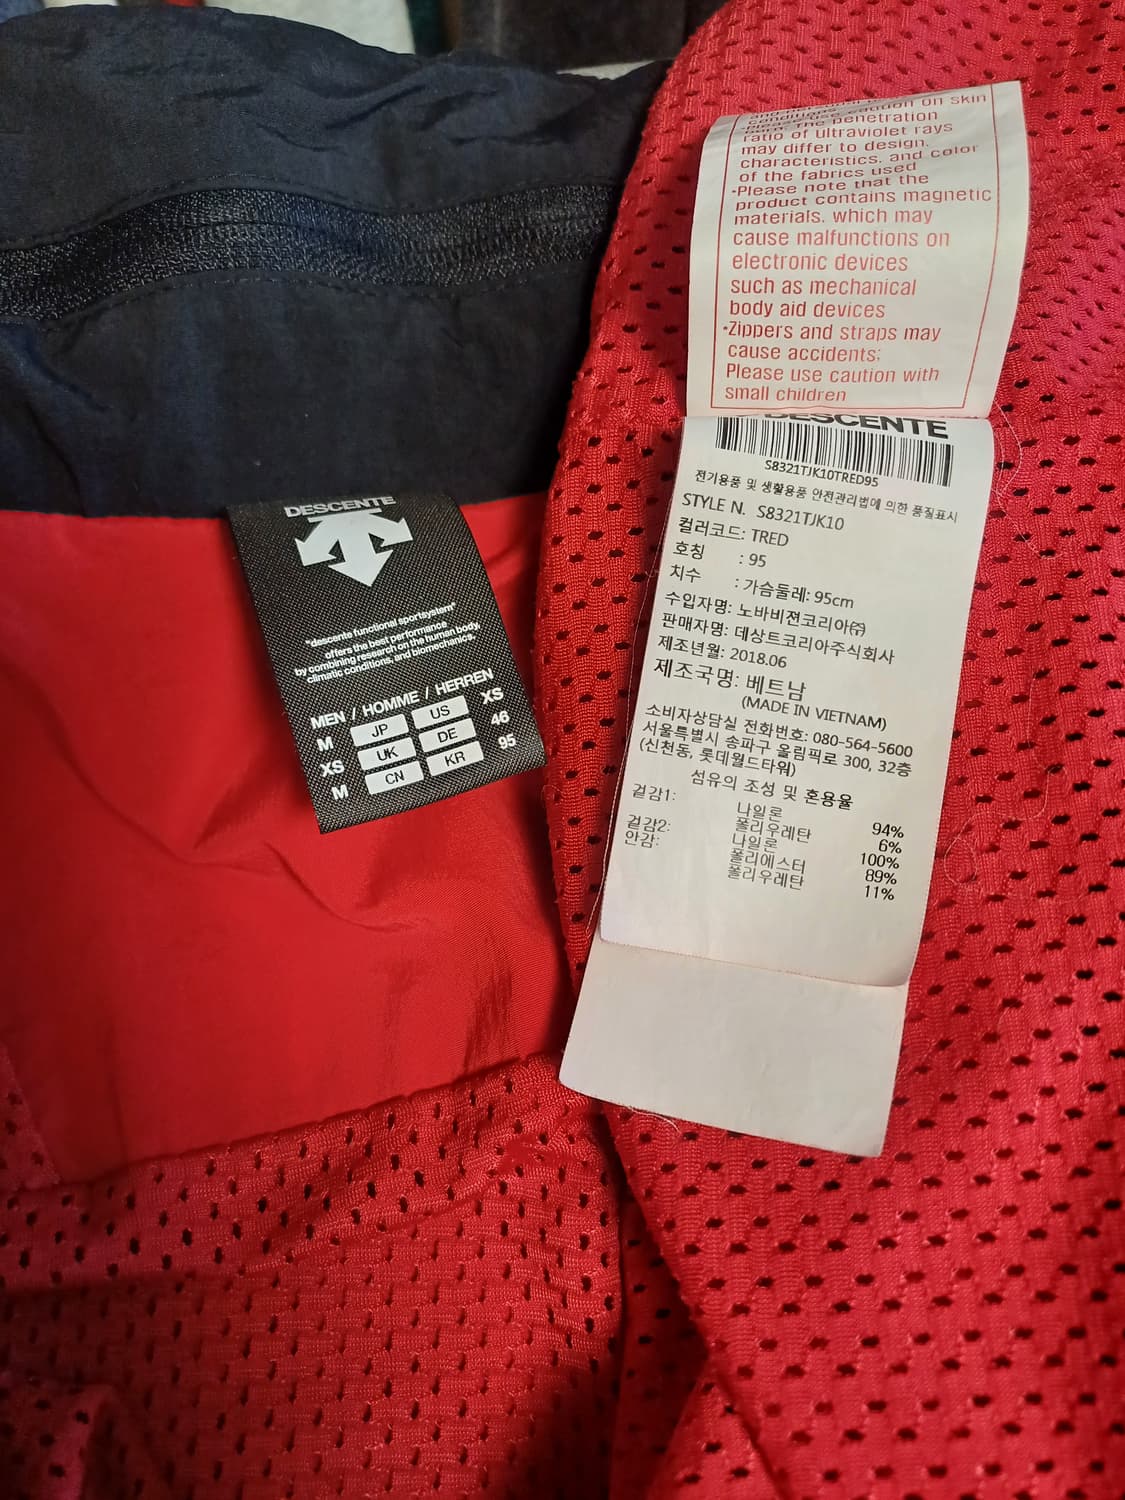 DESCENTE
"descente functional sportsystem"
offers the best performance
by combining research on the human body,
climatic conditions, and biomechanics.
MEN / HOMME / HERREN
M JP US XS
XS UK DE 46
M CN KR 95
caution on skin
The penetration
ratio of ultraviolet rays
may differ to design,
characteristics, and color
of the fabrics used
•Please note that the
product contains magnetic
materials, which may
cause malfunctions on
electronic devices
such as mechanical
body aid devices
•Zippers and straps may
cause accidents;
Please use caution with
small children
DESCENTE
S8321TJK10TRED95
전기용품 및 생활용품 안전관리법에 의한 품질표시
STYLE N. S8321TJK10
컬러코드: TRED
호칭 : 95
치수 : 가슴둘레: 95cm
수입자명: 노바비젼코리아㈜
판매자명: 데상트코리아주식회사
제조년월: 2018.06
제조국명: 베트남
(MADE IN VIETNAM)
소비자상담실 전화번호: 080-564-5600
서울특별시 송파구 올림픽로 300, 32층
(신천동, 롯데월드타워)
섬유의 조성 및 혼용율
겉감1: 나일론 94%
폴리우레탄 6%
겉감2: 나일론 100%
안감: 폴리에스터 89%
폴리우레탄 11%